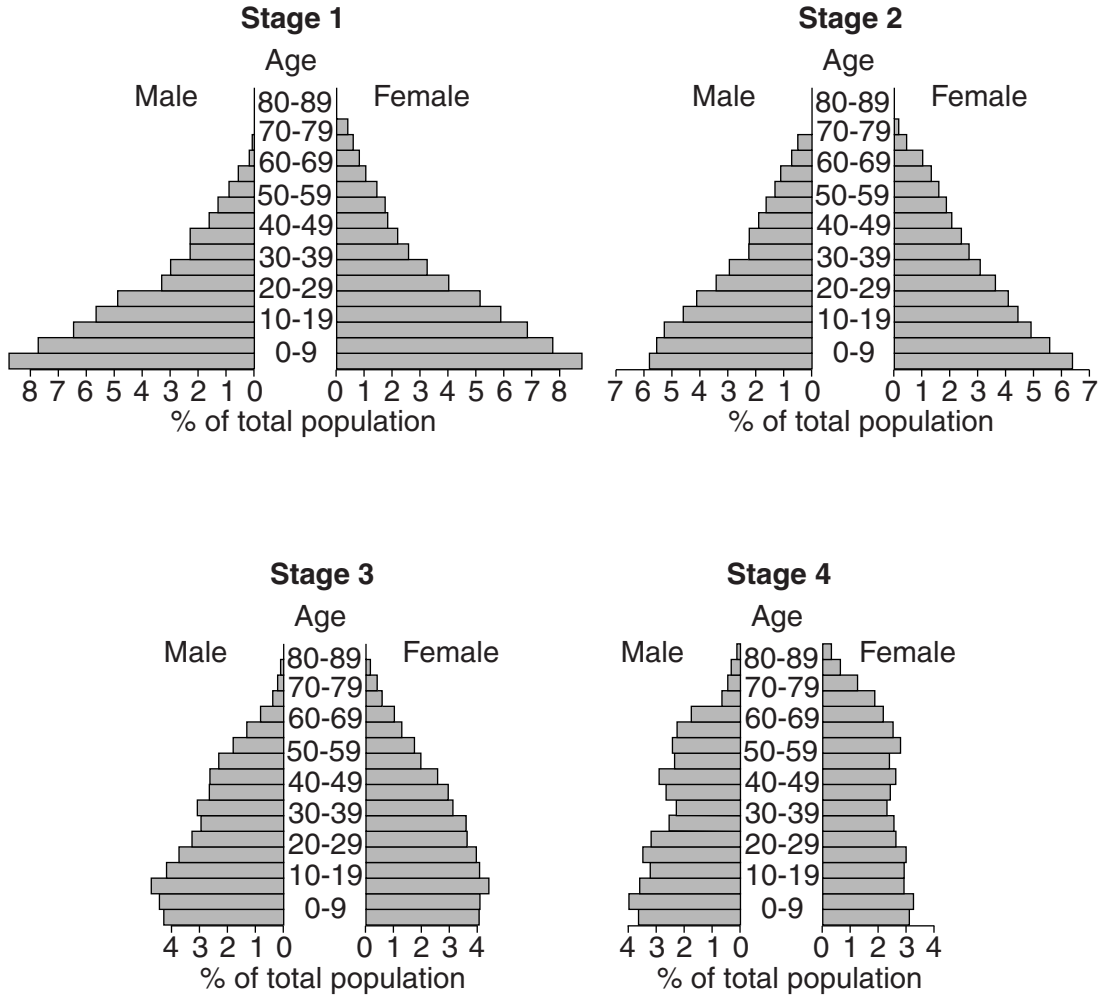 Stage 1
Age
Male
Female
80-89
70-79
60-69
50-59
40-49
30-39
20-29
10-19
0-9
8 7 6 5 4 3 2 1 0
0 1 2 3 4 5 6 7 8
% of total population
Stage 2
Age
Male
Female
80-89
70-79
60-69
50-59
40-49
30-39
20-29
10-19
0-9
7 6 5 4 3 2 1 0
0 1 2 3 4 5 6 7
% of total population
Stage 3
Age
Male
Female
80-89
70-79
60-69
50-59
40-49
30-39
20-29
10-19
0-9
4 3 2 1 0
0 1 2 3 4
% of total population
Stage 4
Age
Male
Female
80-89
70-79
60-69
50-59
40-49
30-39
20-29
10-19
0-9
4 3 2 1 0
0 1 2 3 4
% of total population